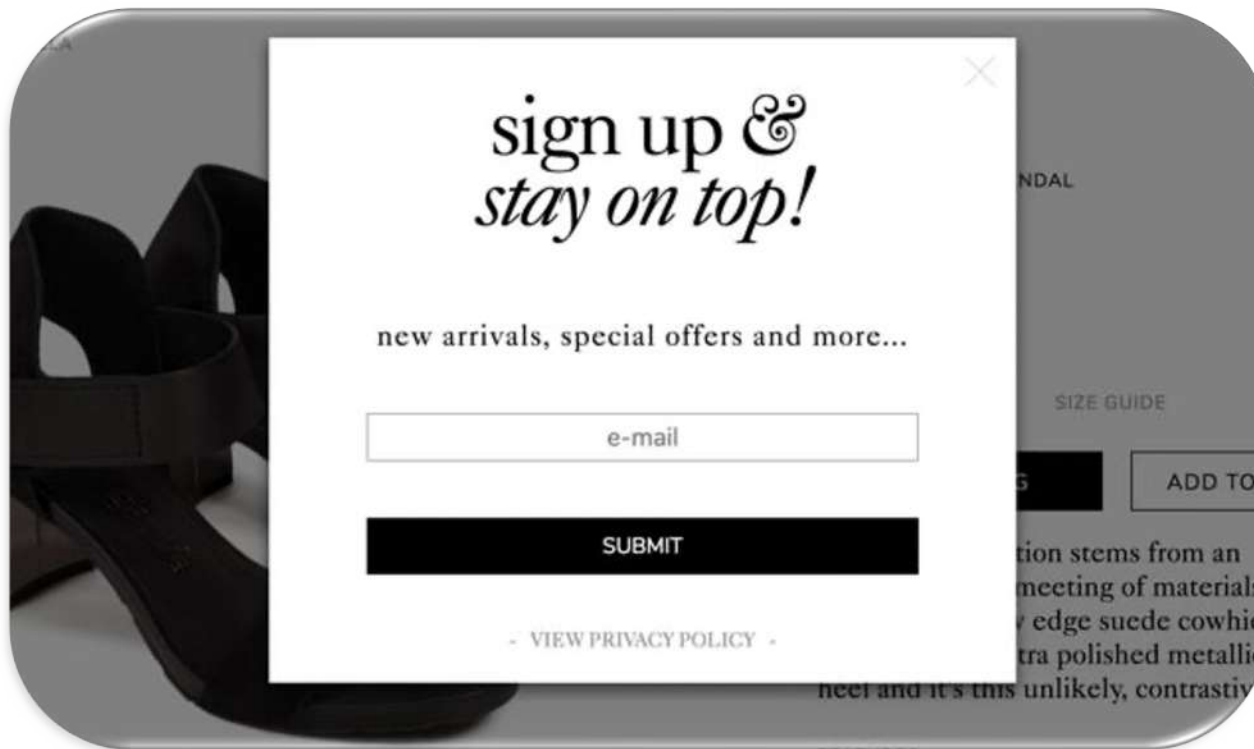 sign up &
stay on top!
new arrivals, special offers and more...
e-mail
SUBMIT
- VIEW PRIVACY POLICY -
NDAL
SIZE GUIDE
G
ADD TO
tion stems from an
meeting of materials
edge suede cowhid
tra polished metallic
heel and it's this unlikely, contrastiv